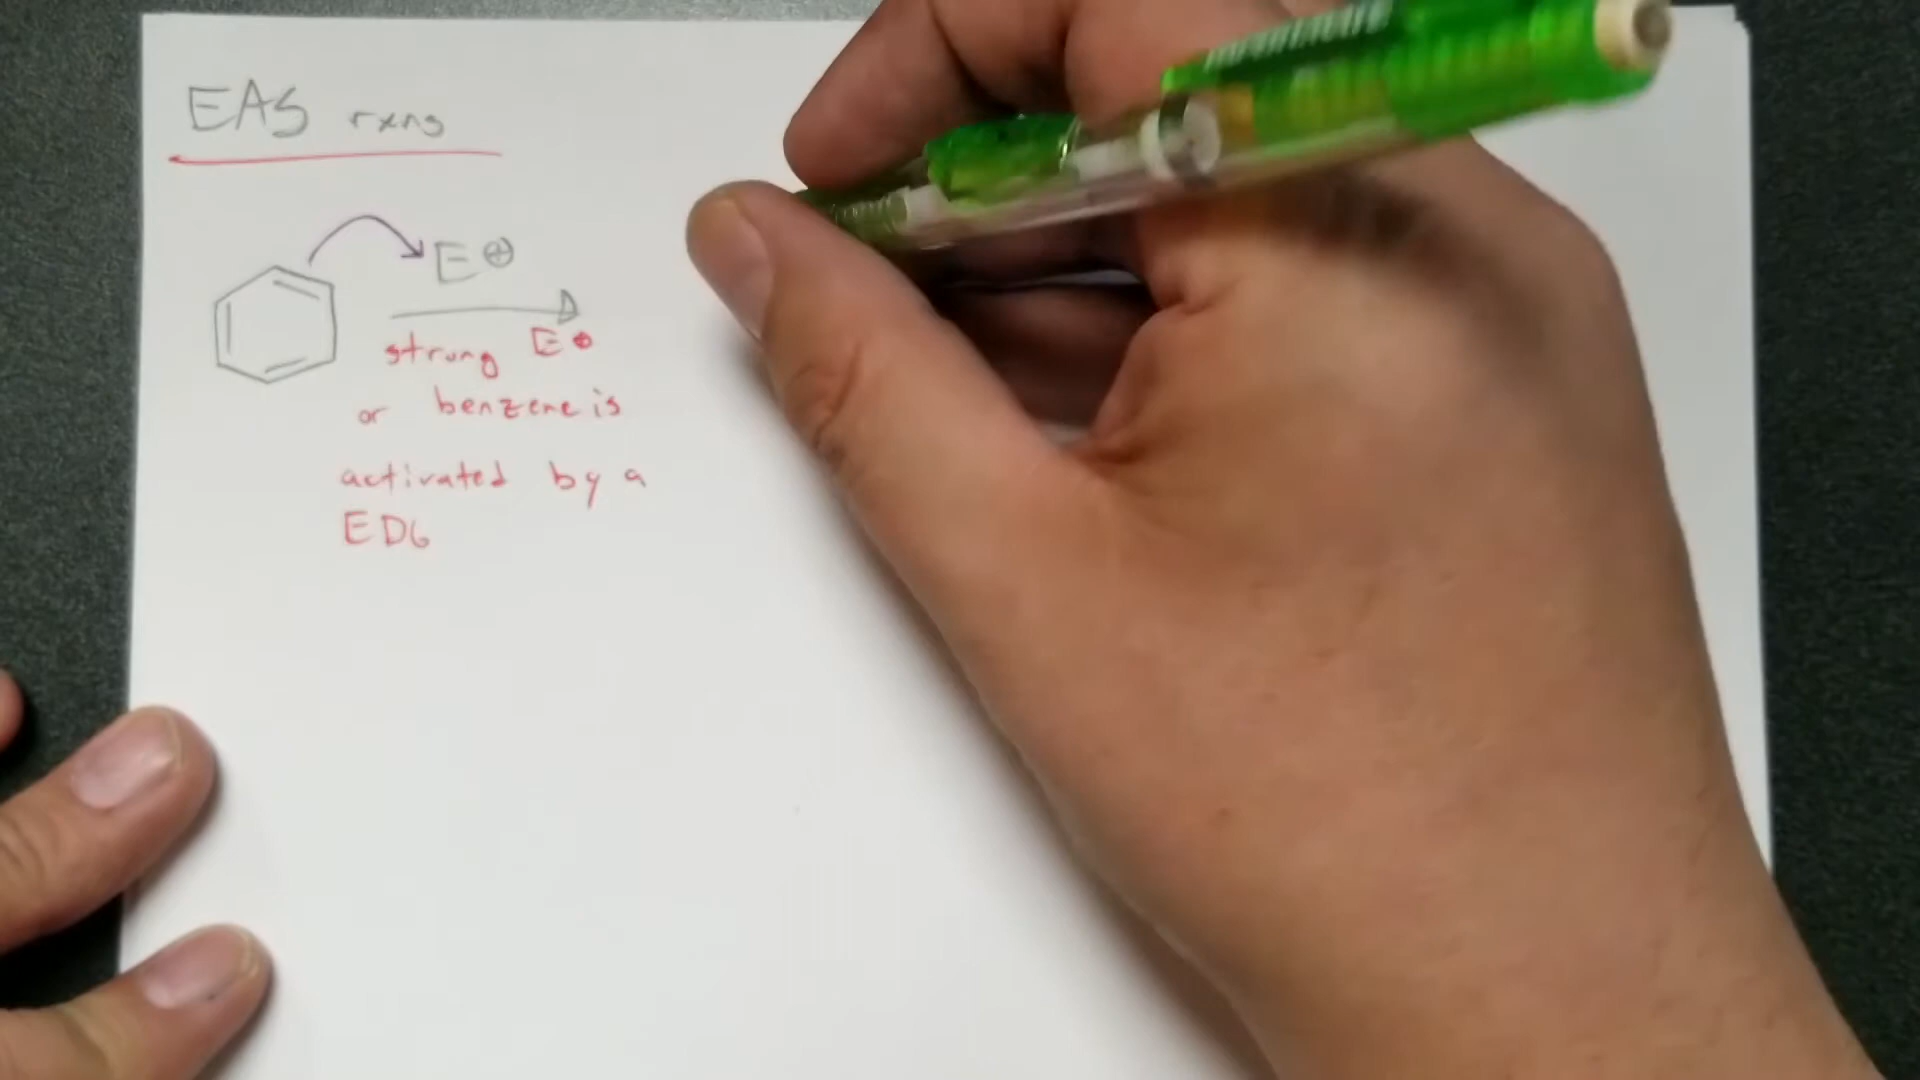 EAS rxns
E⊕
strong E⊕
or benzene is
activated by a
EDG